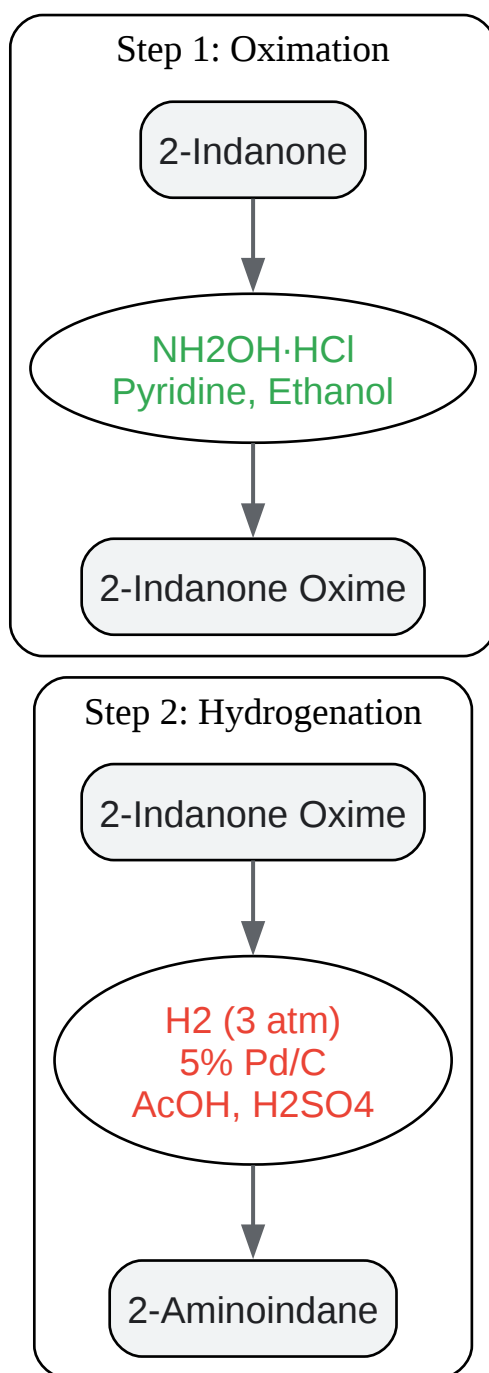 Step 1: Oximation
2-Indanone
NH2OH·HCl
Pyridine, Ethanol
2-Indanone Oxime
Step 2: Hydrogenation
2-Indanone Oxime
H2 (3 atm)
5% Pd/C
AcOH, H2SO4
2-Aminoindane